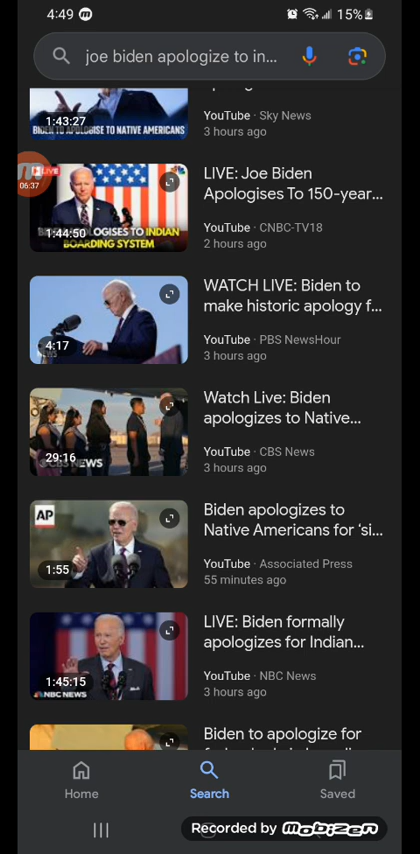 4:49
15%
joe biden apologize to in...
YouTube · Sky News
3 hours ago
1:43:27
BIDEN TO APOLOGISE TO NATIVE AMERICANS
06:37
LIVE
LIVE: Joe Biden
Apologises To 150-year...
YouTube · CNBC-TV18
2 hours ago
1:44:50
OLOGISES TO INDIAN
BOARDING SYSTEM
WATCH LIVE: Biden to
make historic apology f...
YouTube · PBS NewsHour
3 hours ago
4:17
Watch Live: Biden
apologizes to Native...
YouTube · CBS News
3 hours ago
29:16
CBS NEWS
AP
Biden apologizes to
Native Americans for ‘si...
YouTube · Associated Press
55 minutes ago
1:55
LIVE: Biden formally
apologizes for Indian...
YouTube · NBC News
3 hours ago
1:45:15
NBC NEWS
Biden to apologize for
Home
Search
Saved
Recorded by mobizen